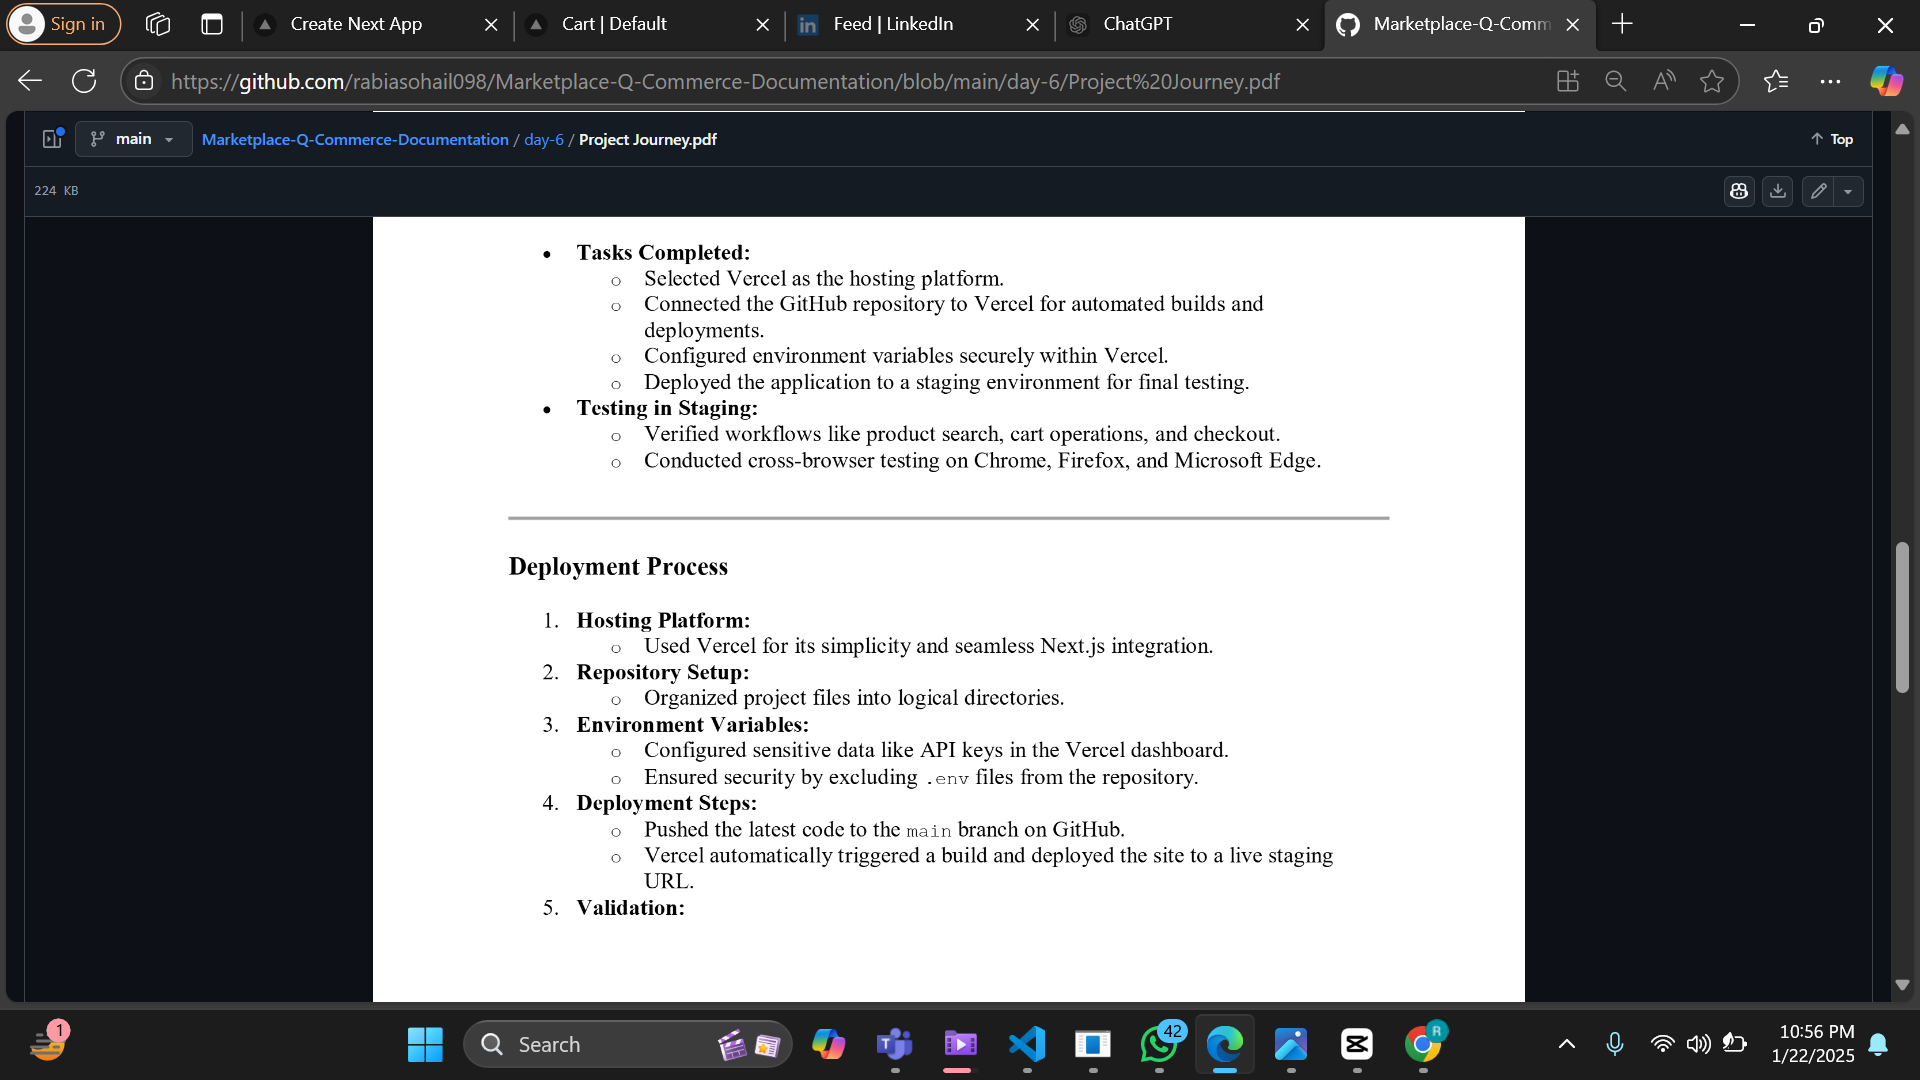 Sign in
Create Next App
Cart | Default
Feed | LinkedIn
ChatGPT
Marketplace-Q-Comm
https://github.com/rabiasohail098/Marketplace-Q-Commerce-Documentation/blob/main/day-6/Project%20Journey.pdf
main
Marketplace-Q-Commerce-Documentation / day-6 / Project Journey.pdf
Top
224 KB
• Tasks Completed:
o Selected Vercel as the hosting platform.
o Connected the GitHub repository to Vercel for automated builds and
deployments.
o Configured environment variables securely within Vercel.
o Deployed the application to a staging environment for final testing.
• Testing in Staging:
o Verified workflows like product search, cart operations, and checkout.
o Conducted cross-browser testing on Chrome, Firefox, and Microsoft Edge.
Deployment Process
1. Hosting Platform:
o Used Vercel for its simplicity and seamless Next.js integration.
2. Repository Setup:
o Organized project files into logical directories.
3. Environment Variables:
o Configured sensitive data like API keys in the Vercel dashboard.
o Ensured security by excluding .env files from the repository.
4. Deployment Steps:
o Pushed the latest code to the main branch on GitHub.
o Vercel automatically triggered a build and deployed the site to a live staging
URL.
5. Validation:
1
Search
42
R
10:56 PM
1/22/2025